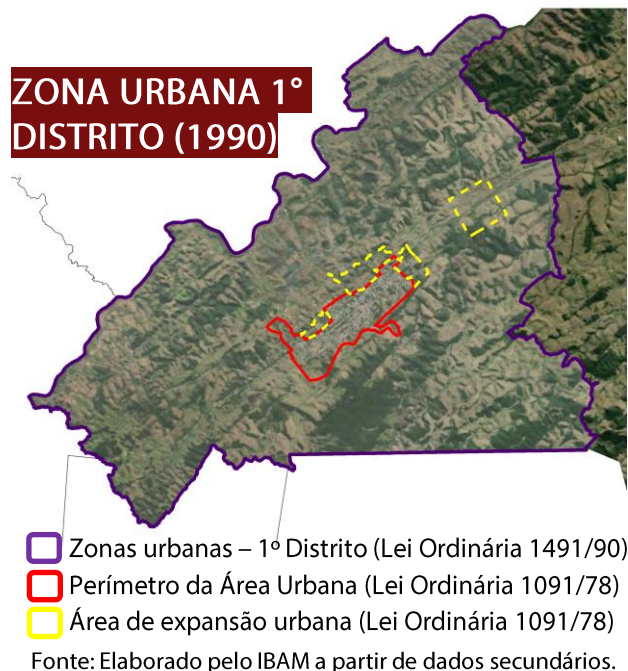 ZONA URBANA 1°
DISTRITO (1990)
Zonas urbanas – 1º Distrito (Lei Ordinária 1491/90)
Perímetro da Área Urbana (Lei Ordinária 1091/78)
Área de expansão urbana (Lei Ordinária 1091/78)
Fonte: Elaborado pelo IBAM a partir de dados secundários.